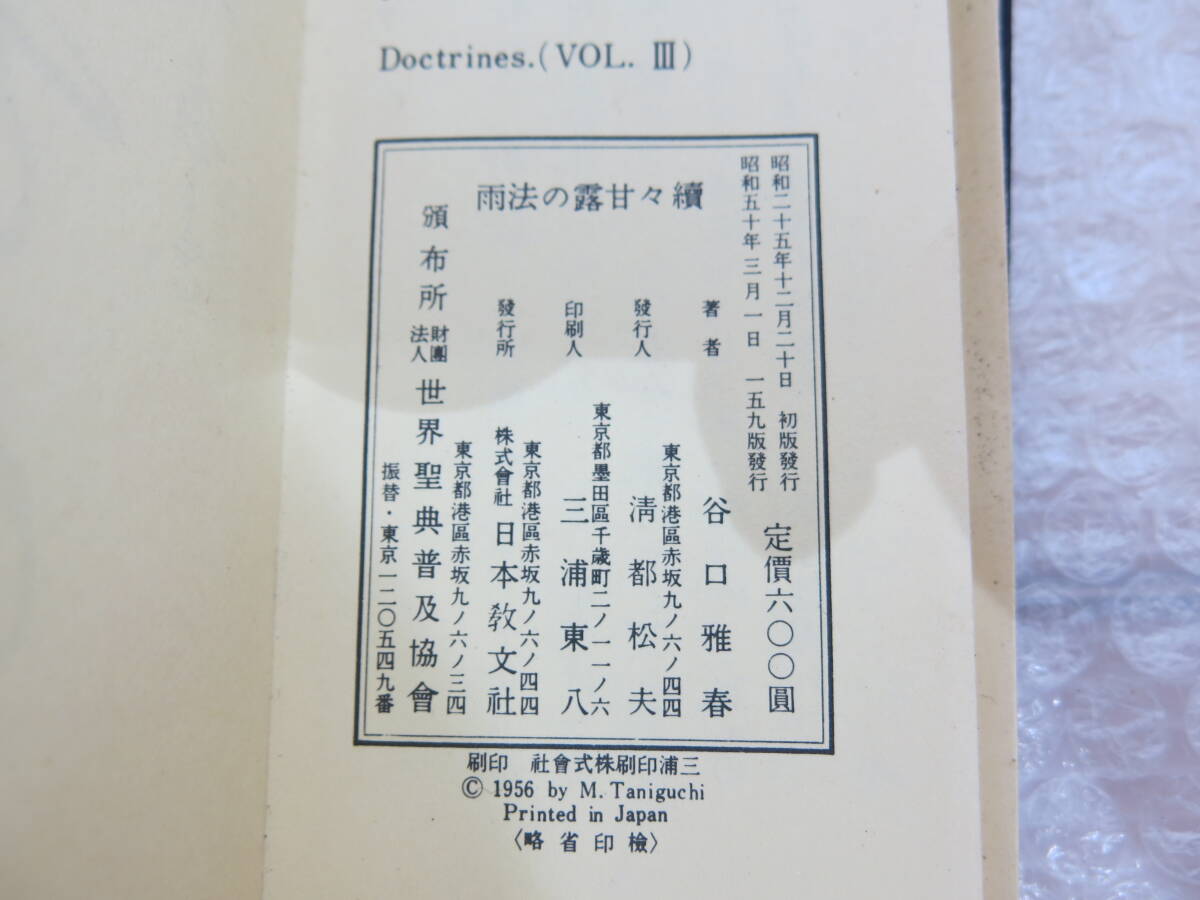 Doctrines.(VOL. Ⅲ)
續々甘露の法雨
昭和二十五年十二月二十日　初版發行
昭和五十年三月一日　一五九版發行
定價六〇〇圓
著者　谷口雅春
東京都港區赤坂九ノ六ノ四四
發行人　淸都松夫
東京都墨田區千歳町二ノ一一ノ六
印刷人　三浦東八
東京都港區赤坂九ノ六ノ四四
發行所　株式會社　日本敎文社
東京都港區赤坂九ノ六ノ三四
頒布所　財團法人　世界聖典普及協會
振替・東京一二〇五四九番
三浦印刷株式會社　印刷
© 1956 by M. Taniguchi
Printed in Japan
〈檢印省略〉